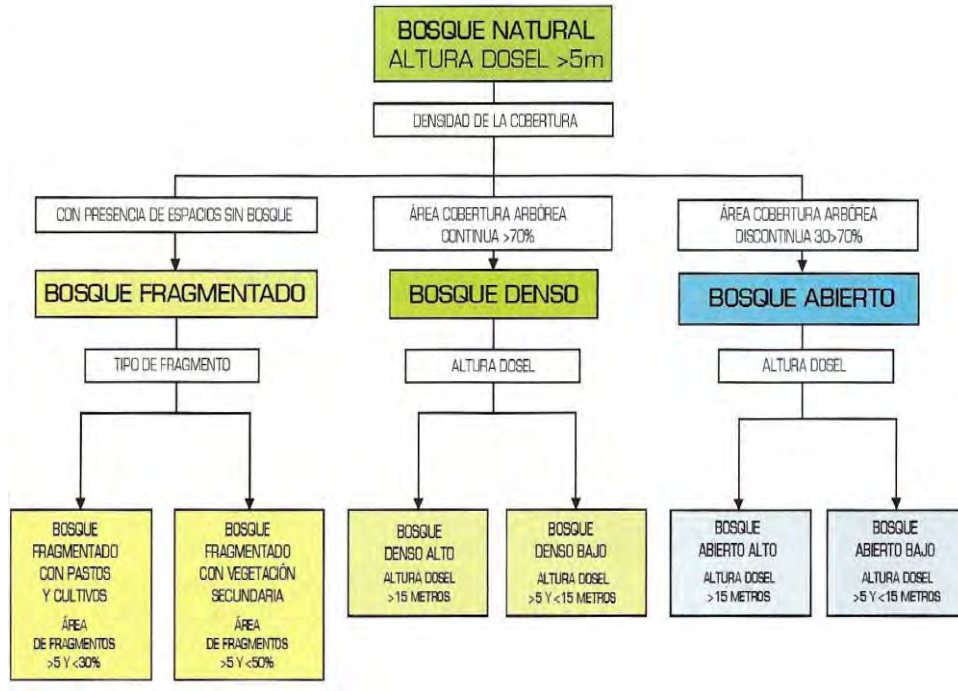 BOSQUE NATURAL
ALTURA DOSEL >5m
DENSIDAD DE LA COBERTURA
CON PRESENCIA DE ESPACIOS SIN BOSQUE
ÁREA COBERTURA ARBÓREA
CONTINUA >70%
ÁREA COBERTURA ARBÓREA
DISCONTINUA 30>70%
BOSQUE FRAGMENTADO
BOSQUE DENSO
BOSQUE ABIERTO
TIPO DE FRAGMENTO
ALTURA DOSEL
ALTURA DOSEL
BOSQUE
FRAGMENTADO
CON PASTOS
Y CULTIVOS
ÁREA
DE FRAGMENTOS
>5 Y <30%
BOSQUE
FRAGMENTADO
CON VEGETACIÓN
SECUNDARIA
ÁREA
DE FRAGMENTOS
>5 Y <50%
BOSQUE
DENSO ALTO
ALTURA DOSEL
>15 METROS
BOSQUE
DENSO BAJO
ALTURA DOSEL
>5 Y <15 METROS
BOSQUE
ABIERTO ALTO
ALTURA DOSEL
>15 METROS
BOSQUE
ABIERTO BAJO
ALTURA DOSEL
>5 Y <15 METROS